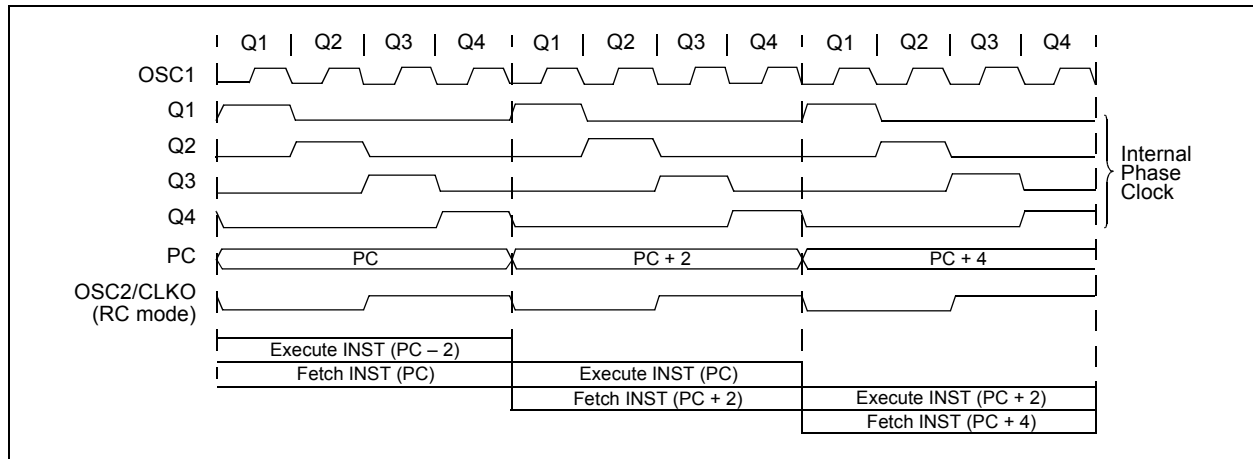 Q1 Q2 Q3 Q4 Q1 Q2 Q3 Q4 Q1 Q2 Q3 Q4
OSC1
Q1
Q2
Q3
Q4
Internal
Phase
Clock
PC PC PC + 2 PC + 4
OSC2/CLKO
(RC mode)
Execute INST (PC – 2)
Fetch INST (PC) Execute INST (PC)
Fetch INST (PC + 2) Execute INST (PC + 2)
Fetch INST (PC + 4)